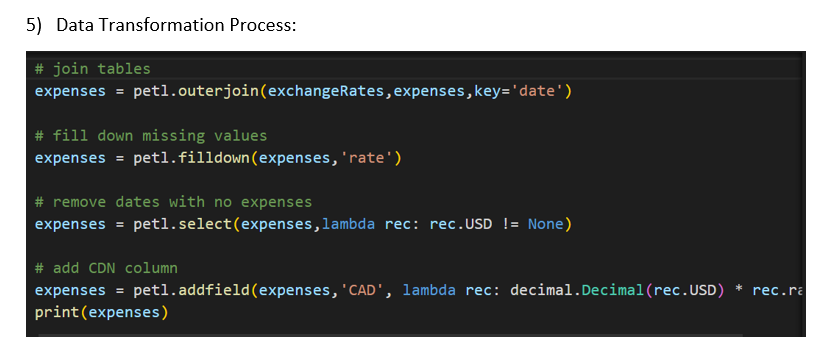 5) Data Transformation Process:
# join tables
expenses = petl.outerjoin(exchangeRates,expenses,key='date')
# fill down missing values
expenses = petl.filldown(expenses,'rate')
# remove dates with no expenses
expenses = petl.select(expenses,lambda rec: rec.USD != None)
# add CDN column
expenses = petl.addfield(expenses,'CAD', lambda rec: decimal.Decimal(rec.USD) * rec.ra
print(expenses)